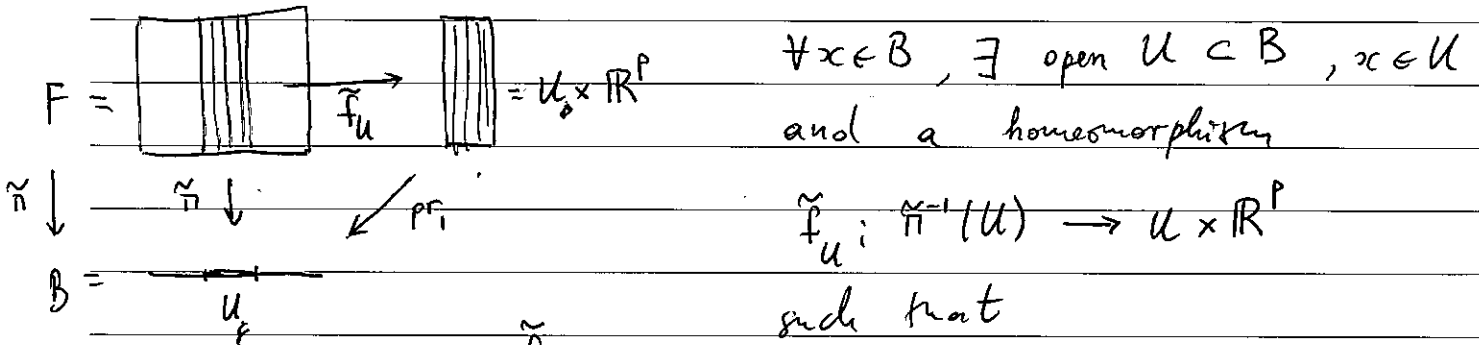 ∀x∈B, ∃ open U ⊂ B, x∈U
F = f̃_U = U × ℝ^p and a homeomorphism
π̃ π̃ pr₁ f̃_U : π̃⁻¹(U) → U × ℝ^p
B = U such that